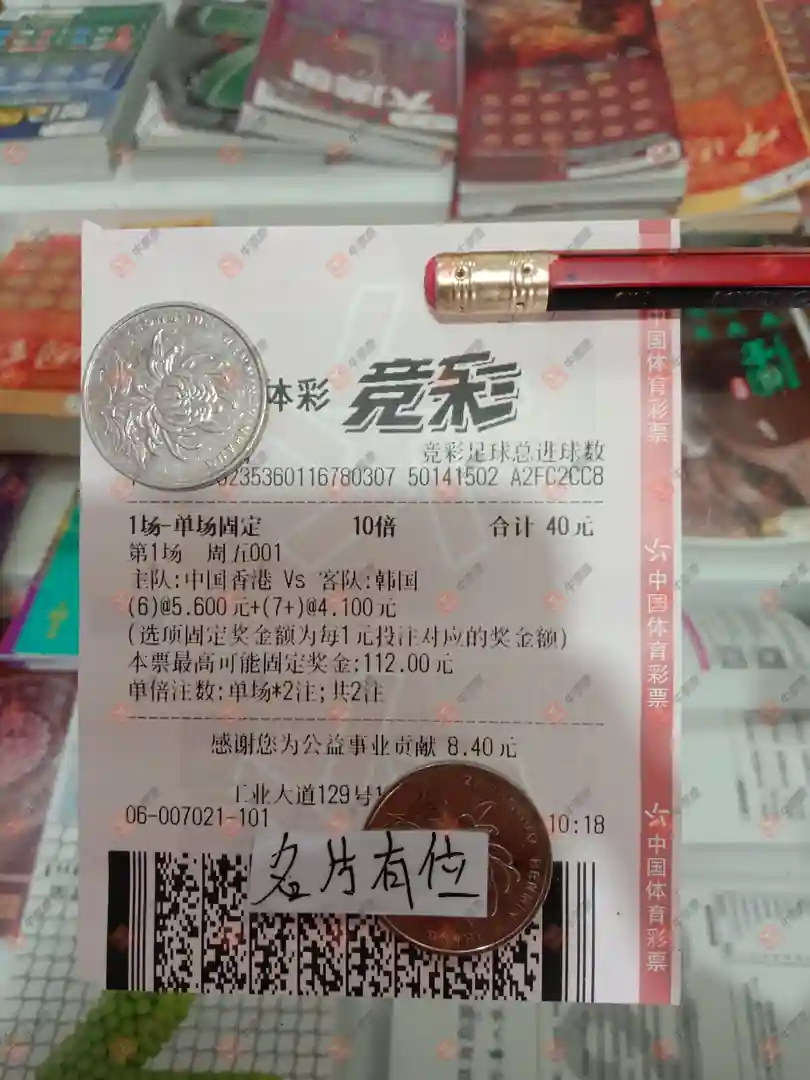 体彩 竞彩
竞彩足球总进球数
0235360116780307 50141502 A2FC2CC8
1场-单场固定 10倍 合计 40元
第1场 周五001
主队:中国香港 Vs 客队:韩国
(6)@5.600元+(7+)@4.100元
(选项固定奖金额为每1元投注对应的奖金额)
本票最高可能固定奖金:112.00元
单倍注数:单场*2注;共2注
感谢您为公益事业贡献 8.40元
工业大道129号
06-007021-101 10:18
名片有位
中国体育彩票
中国体育彩票
中国体育彩票